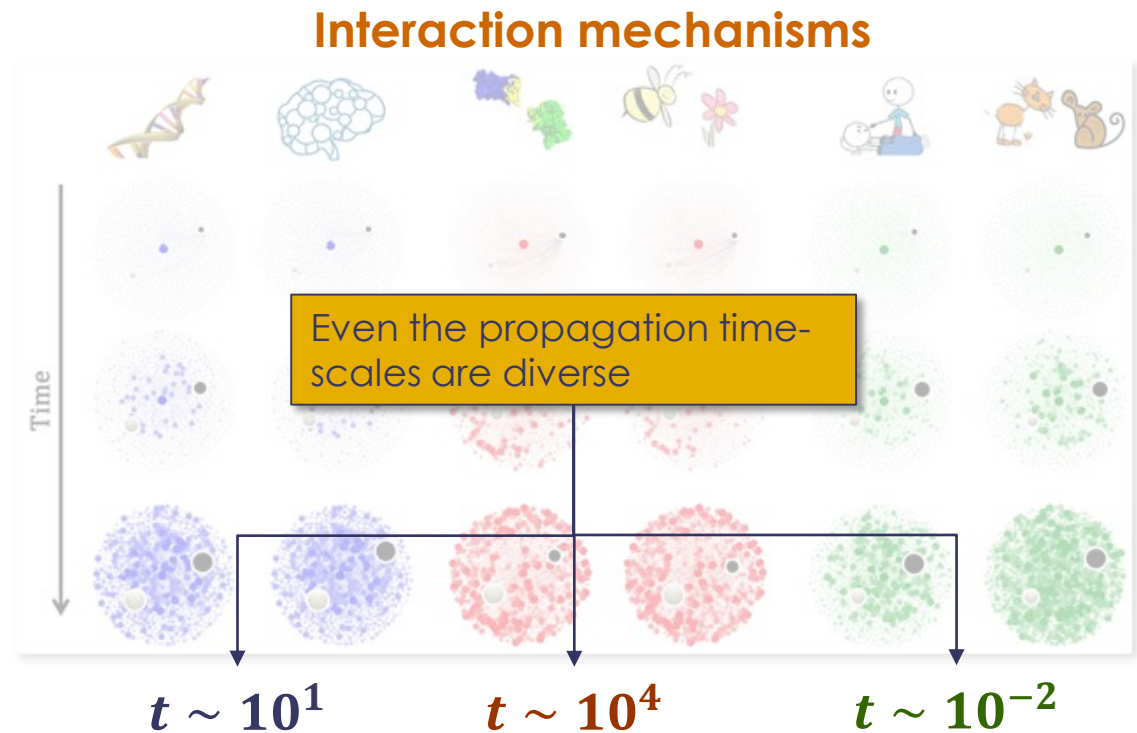 Interaction mechanisms
Time
Even the propagation time-
scales are diverse
t ~ 10¹
t ~ 10⁴
t ~ 10⁻²